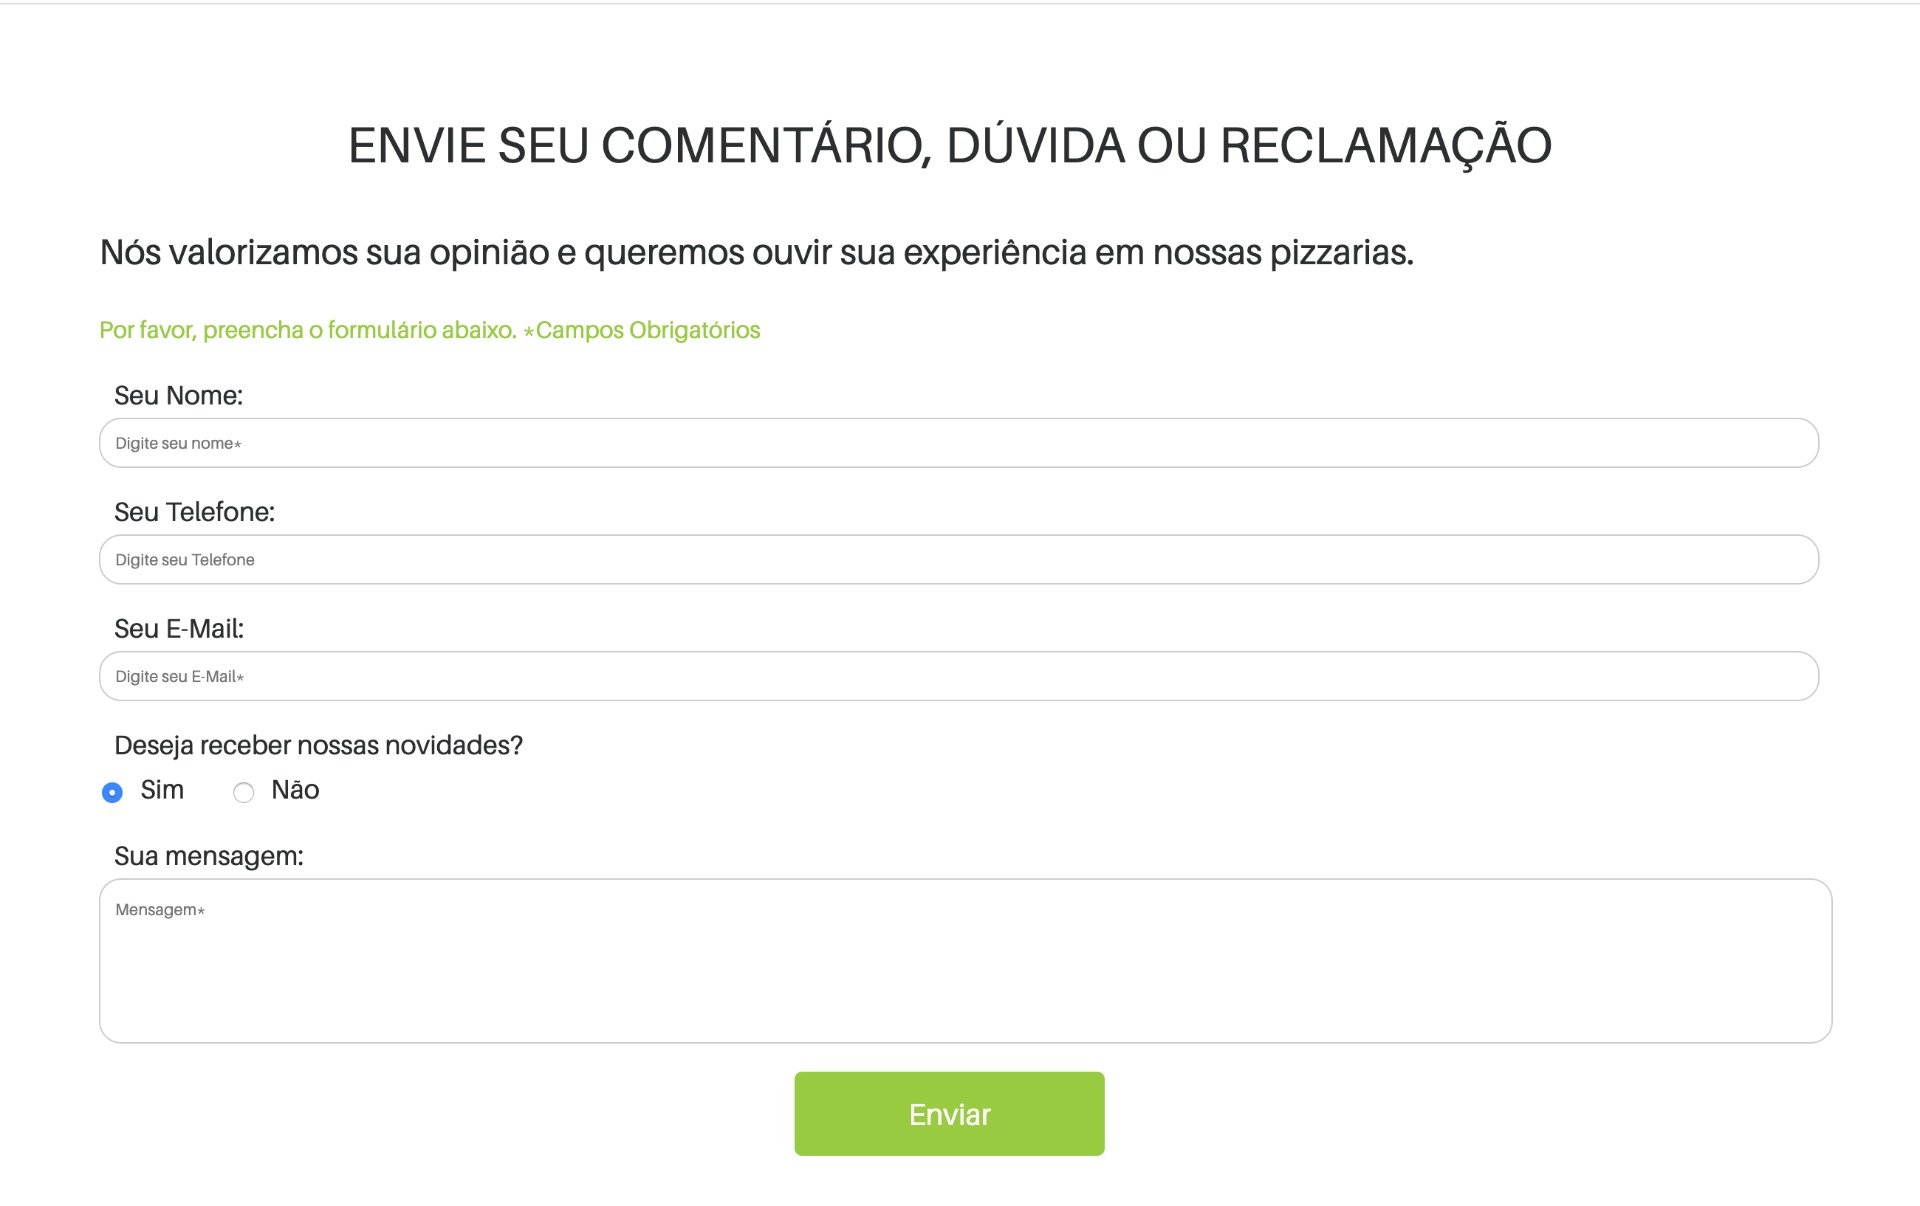 ENVIE SEU COMENTÁRIO, DÚVIDA OU RECLAMAÇÃO
Nós valorizamos sua opinião e queremos ouvir sua experiência em nossas pizzarias.
Por favor, preencha o formulário abaixo. *Campos Obrigatórios
Seu Nome:
Digite seu nome*
Seu Telefone:
Digite seu Telefone
Seu E-Mail:
Digite seu E-Mail*
Deseja receber nossas novidades?
Sim Não
Sua mensagem:
Mensagem*
Enviar